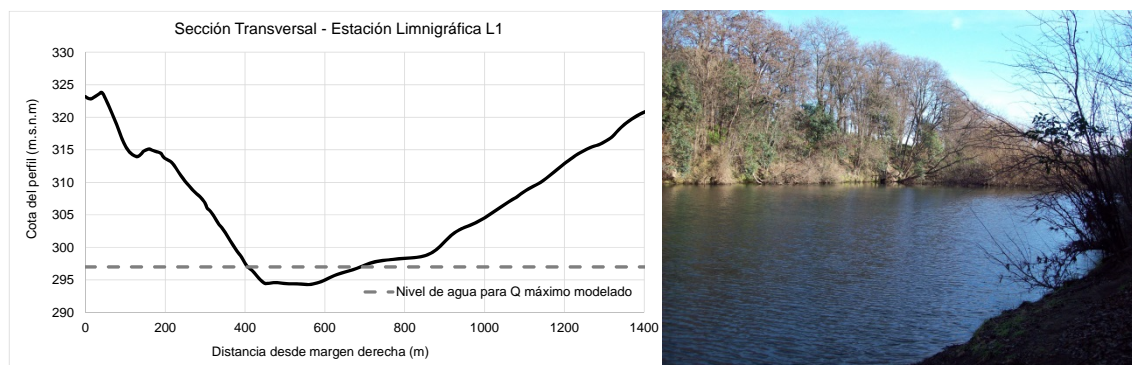 Sección Transversal - Estación Limnigráfica L1
330
325
320
315
310
305
300
295
290
Cota del perfil (m.s.n.m)
Nivel de agua para Q máximo modelado
0 200 400 600 800 1000 1200 1400
Distancia desde margen derecha (m)